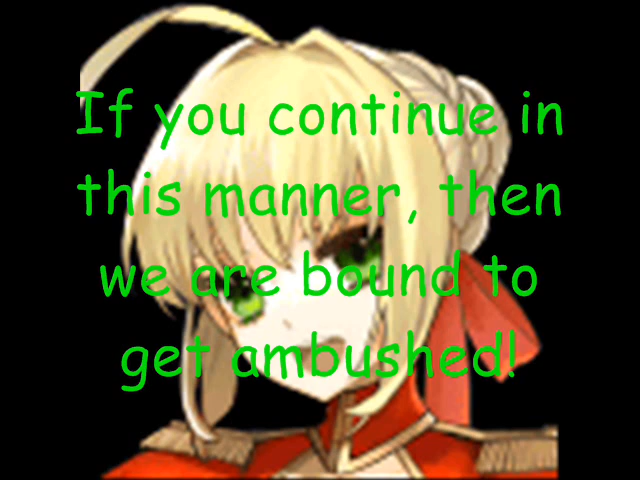 If you continue in
this manner, then
we are bound to
get ambushed!